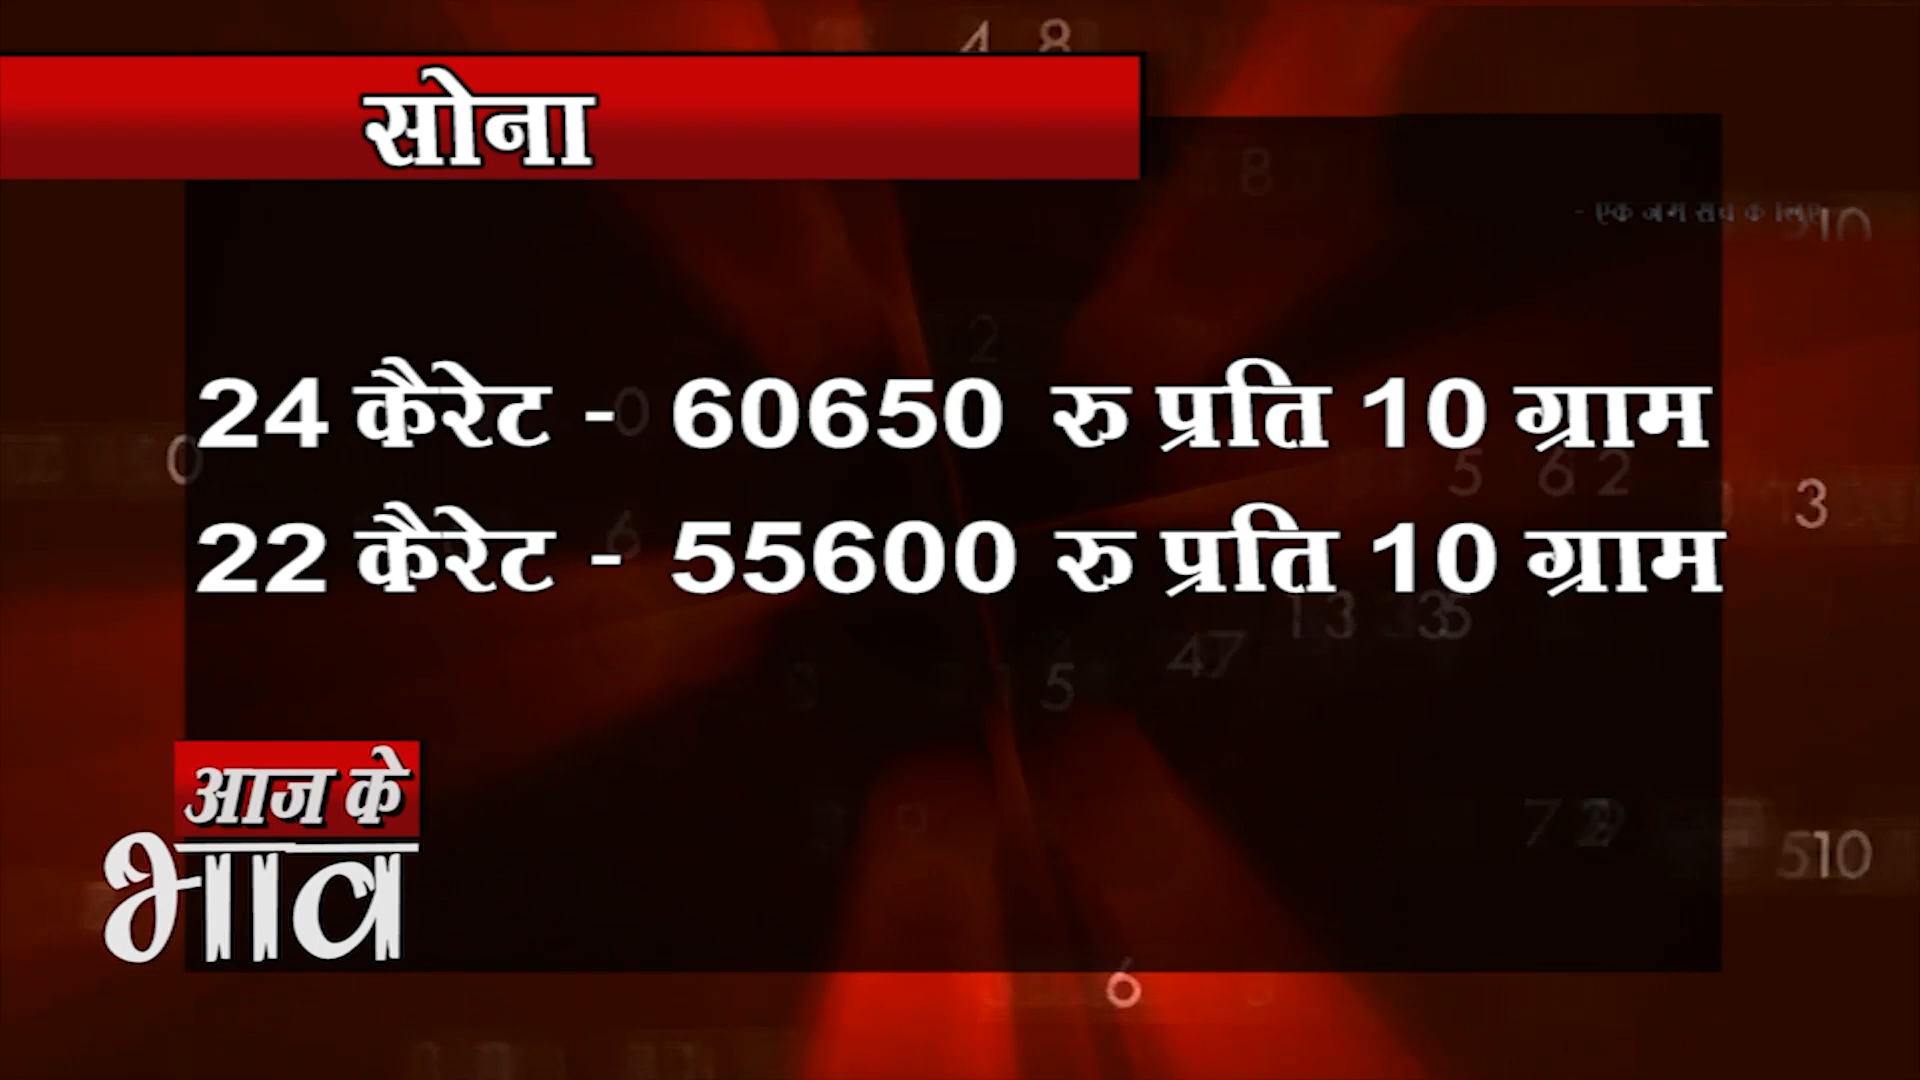 सोना
24 कैरेट - 60650 रु प्रति 10 ग्राम
22 कैरेट - 55600 रु प्रति 10 ग्राम
आज के
भाव